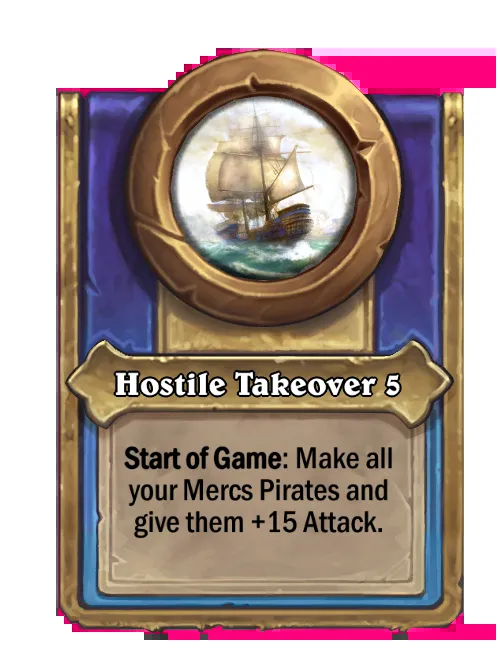 Hostile Takeover 5
Start of Game: Make all
your Mercs Pirates and
give them +15 Attack.